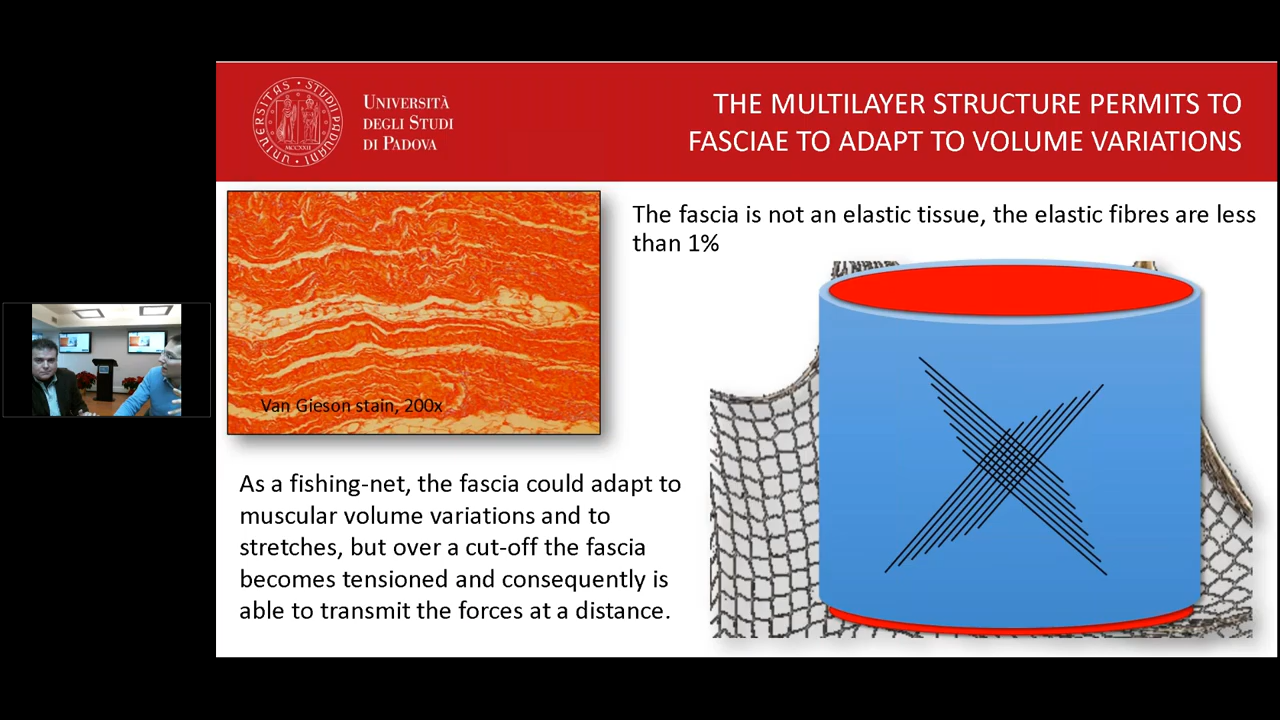 UNIVERSITÀ
DEGLI STUDI
DI PADOVA
THE MULTILAYER STRUCTURE PERMITS TO
FASCIAE TO ADAPT TO VOLUME VARIATIONS
The fascia is not an elastic tissue, the elastic fibres are less
than 1%
Van Gieson stain, 200x
As a fishing-net, the fascia could adapt to
muscular volume variations and to
stretches, but over a cut-off the fascia
becomes tensioned and consequently is
able to transmit the forces at a distance.